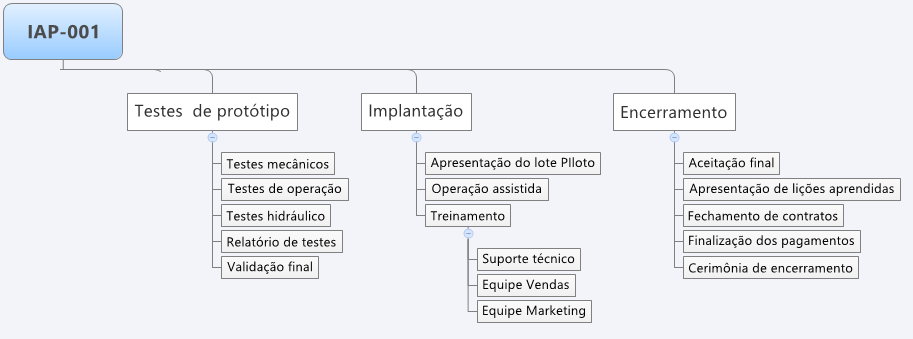 IAP-001
Testes de protótipo
Testes mecânicos
Testes de operação
Testes hidráulico
Relatório de testes
Validação final
Implantação
Apresentação do lote PIloto
Operação assistida
Treinamento
Suporte técnico
Equipe Vendas
Equipe Marketing
Encerramento
Aceitação final
Apresentação de lições aprendidas
Fechamento de contratos
Finalização dos pagamentos
Cerimônia de encerramento